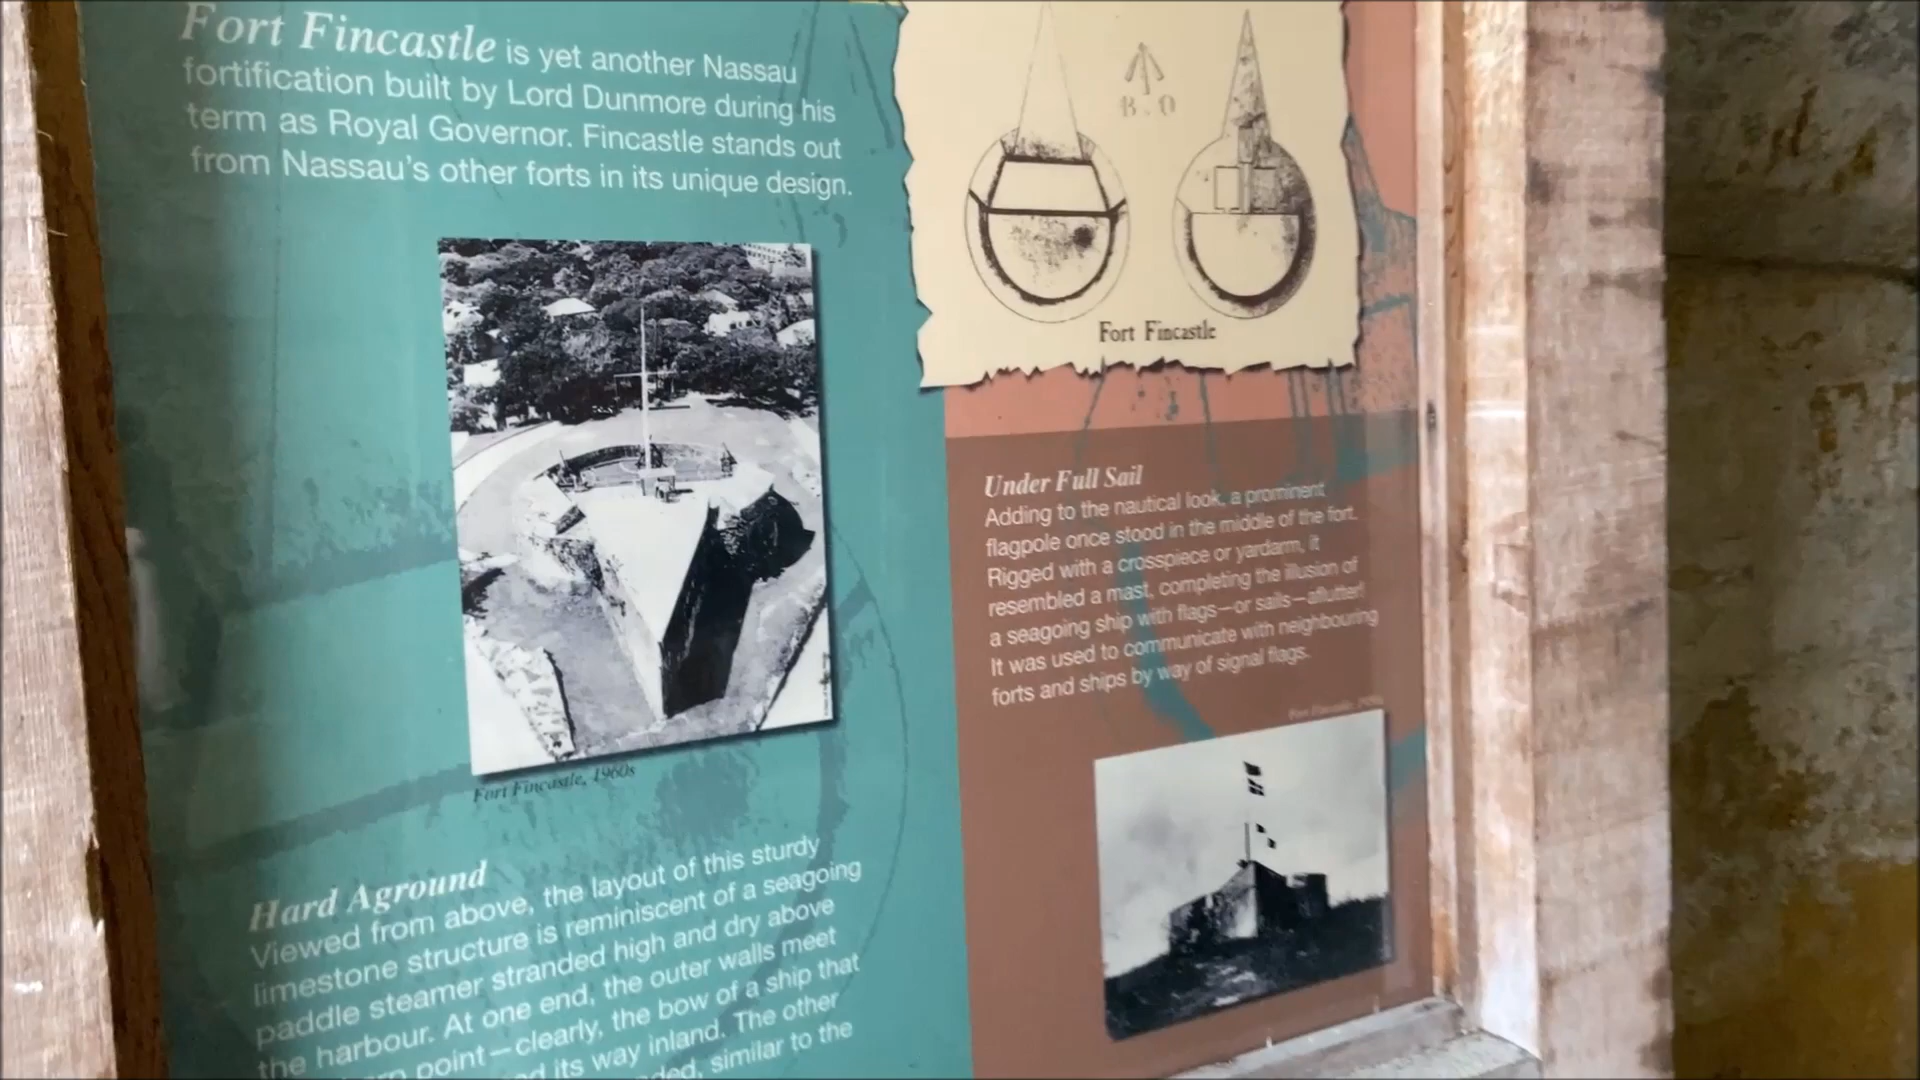 Fort Fincastle is yet another Nassau
fortification built by Lord Dunmore during his
term as Royal Governor. Fincastle stands out
from Nassau's other forts in its unique design.
B. O
Fort Fincastle
Fort Fincastle, 1960s
Hard Aground
Viewed from above, the layout of this sturdy
limestone structure is reminiscent of a seagoing
paddle steamer stranded high and dry above
the harbour. At one end, the outer walls meet
point—clearly, the bow of a ship that
its way inland. The other
similar to the
Under Full Sail
Adding to the nautical look, a prominent
flagpole once stood in the middle of the fort.
Rigged with a crosspiece or yardarm, it
resembled a mast, completing the illusion of
a seagoing ship with flags—or sails—aflutter!
It was used to communicate with neighbouring
forts and ships by way of signal flags.